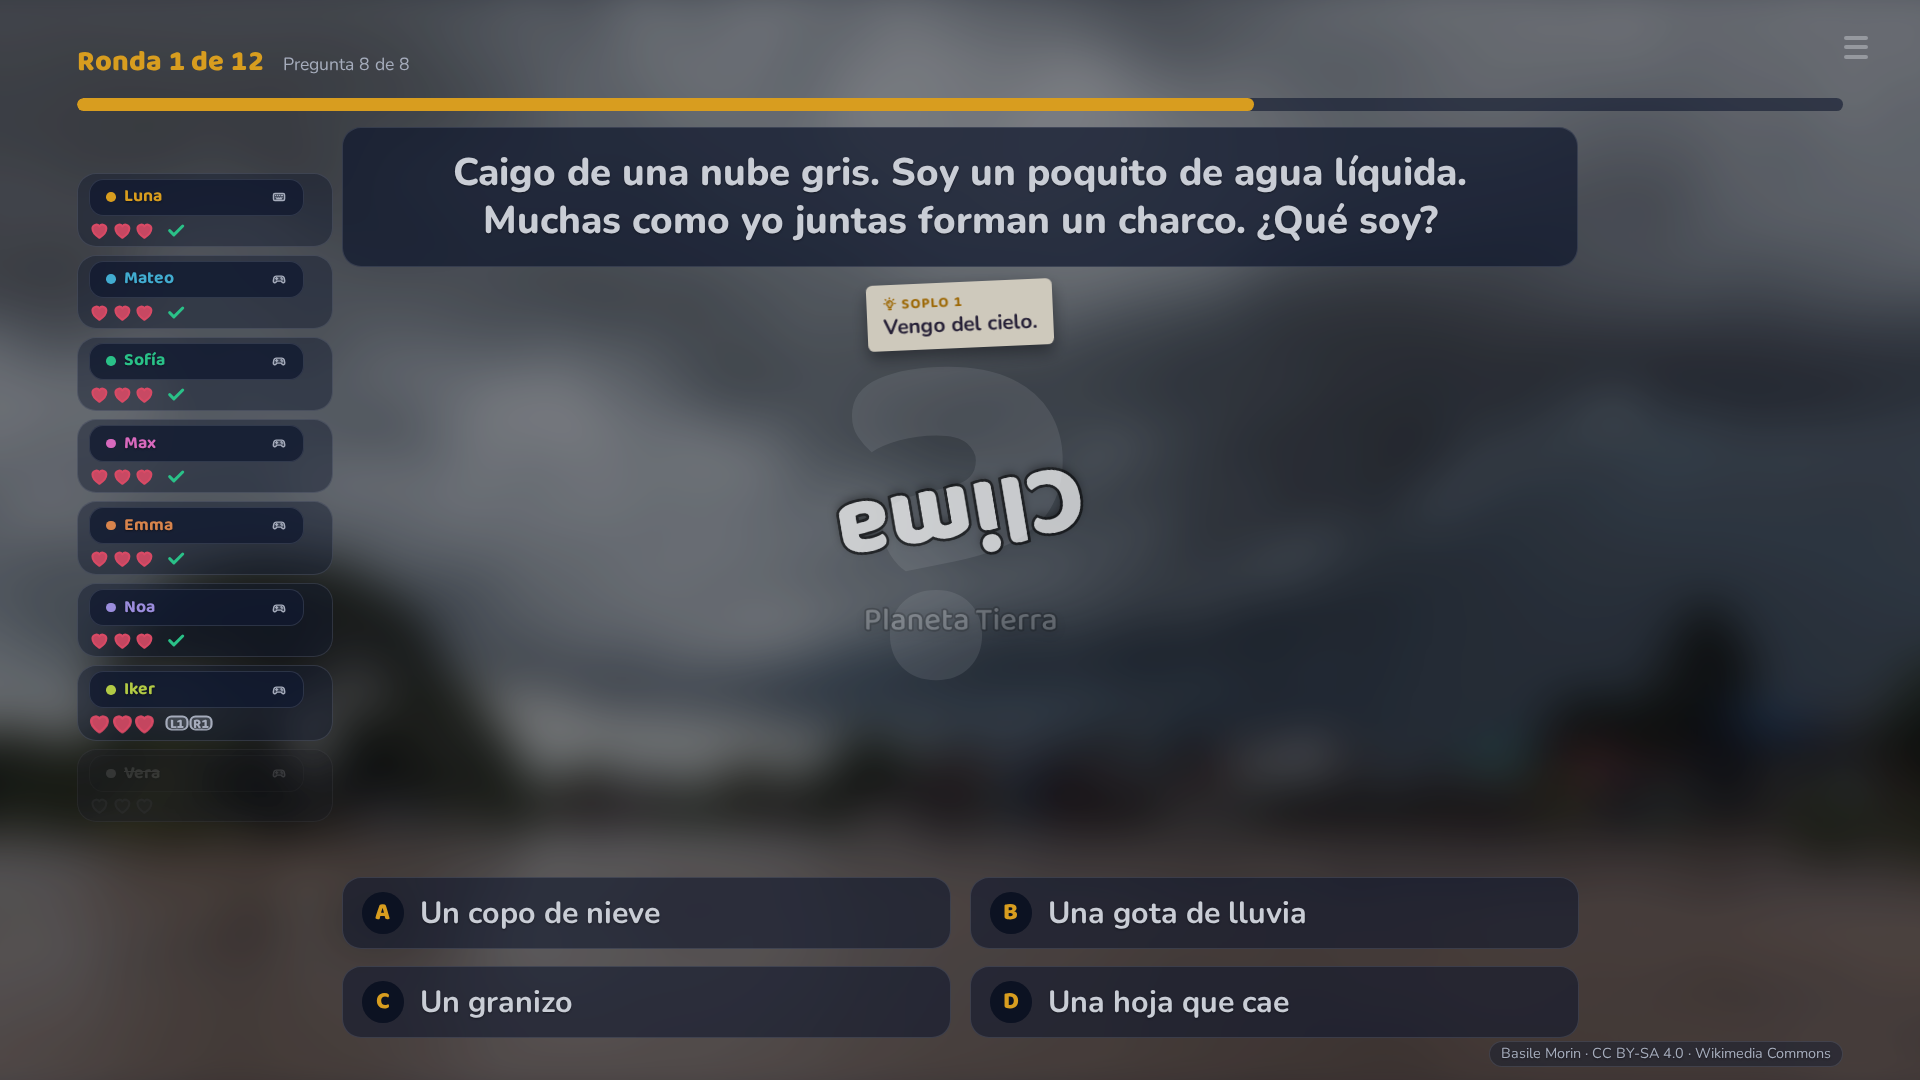 Ronda 1 de 12 Pregunta 8 de 8
Caigo de una nube gris. Soy un poquito de agua líquida.
Muchas como yo juntas forman un charco. ¿Qué soy?
Luna
Mateo
Sofía
Max
Emma
Noa
Iker
L1 R1
Vera
SOPLO 1
Vengo del cielo.
?
clima
Planeta Tierra
A Un copo de nieve
B Una gota de lluvia
C Un granizo
D Una hoja que cae
Basile Morin · CC BY-SA 4.0 · Wikimedia Commons